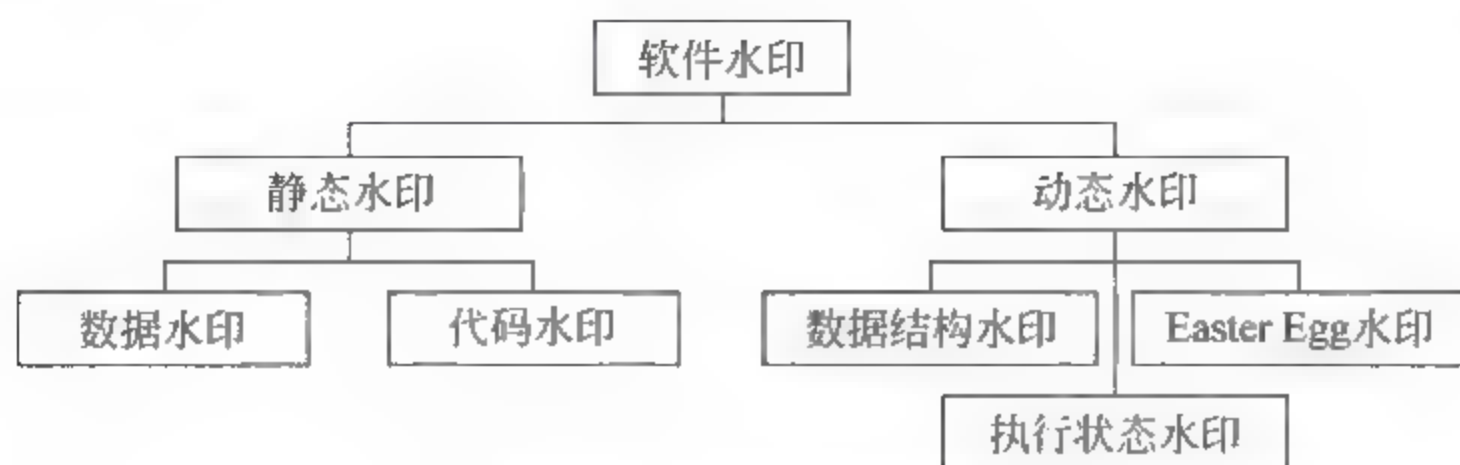 软件水印
静态水印
动态水印
数据水印
代码水印
数据结构水印
Easter Egg水印
执行状态水印